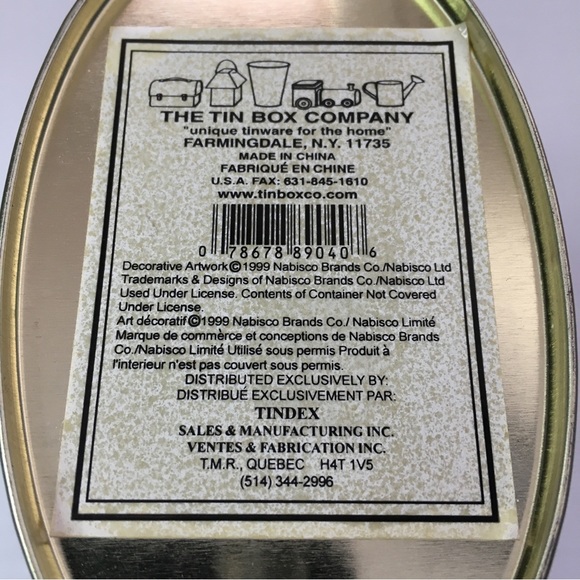 THE TIN BOX COMPANY
"unique tinware for the home"
FARMINGDALE, N.Y. 11735
MADE IN CHINA
FABRIQUÉ EN CHINE
U.S.A. FAX: 631-845-1610
www.tinboxco.com
0 78678 89040 6
Decorative Artwork©1999 Nabisco Brands Co./Nabisco Ltd
Trademarks & Designs of Nabisco Brands Co./Nabisco Ltd
Used Under License. Contents of Container Not Covered
Under License.
Art décoratif©1999 Nabisco Brands Co./ Nabisco Limité
Marque de commèrce et conceptions de Nabisco Brands
Co./Nabisco Limité Utilisé sous permis Produit à
l'interieur n'est pas couvert sous permis.
DISTRIBUTED EXCLUSIVELY BY:
DISTRIBUÉ EXCLUSIVEMENT PAR:
TINDEX
SALES & MANUFACTURING INC.
VENTES & FABRICATION INC.
T.M.R., QUEBEC H4T 1V5
(514) 344-2996